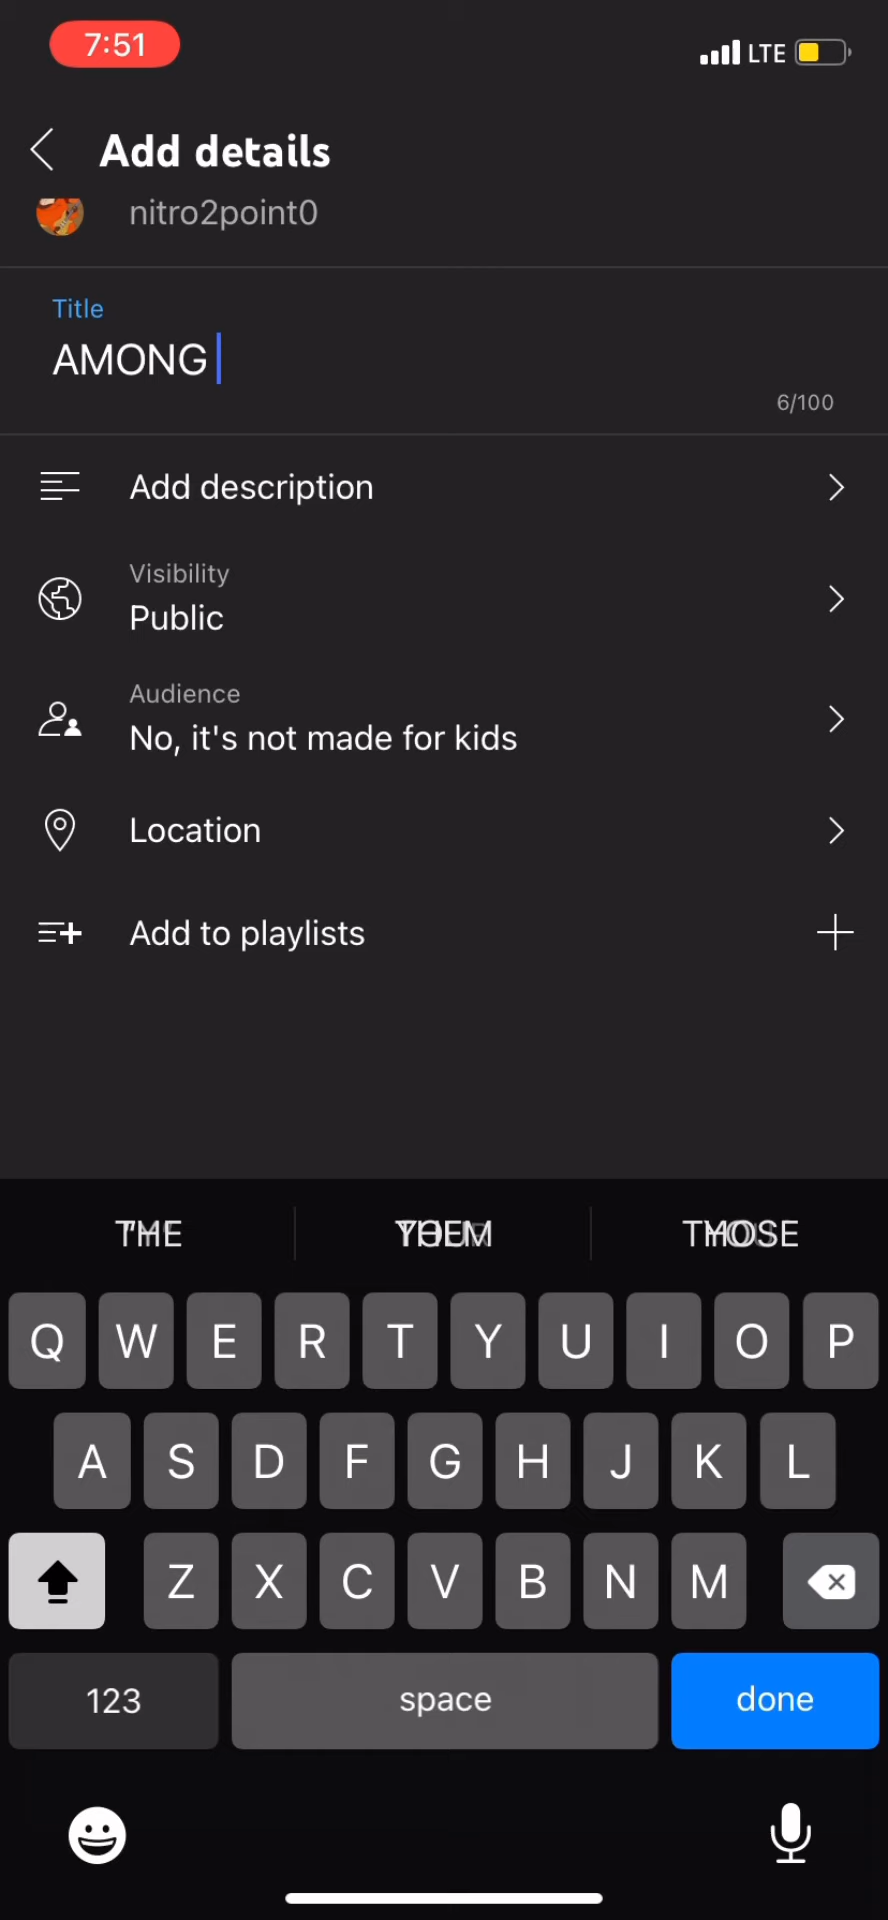 7:51
LTE
Add details
nitro2point0
Title
AMONG
6/100
Add description
Visibility
Public
Audience
No, it's not made for kids
Location
Add to playlists
THE THEM THOSE
Q W E R T Y U I O P
A S D F G H J K L
Z X C V B N M
123 space done